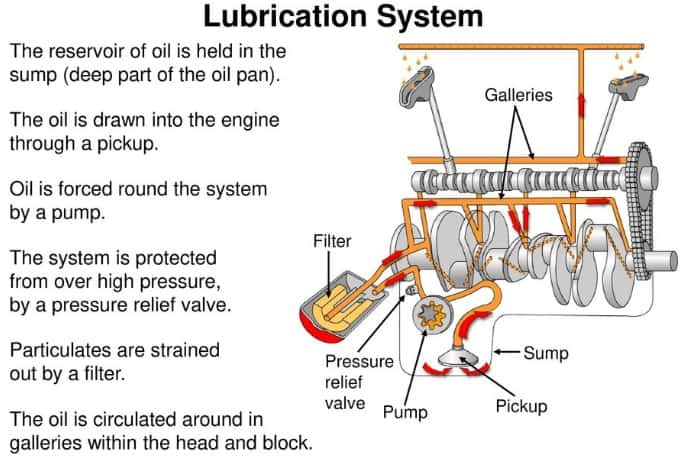 Lubrication System
The reservoir of oil is held in the
sump (deep part of the oil pan).
The oil is drawn into the engine
through a pickup.
Oil is forced round the system
by a pump.
The system is protected
from over high pressure,
by a pressure relief valve.
Particulates are strained
out by a filter.
The oil is circulated around in
galleries within the head and block.
Galleries
Filter
Pressure
relief
valve
Pump
Sump
Pickup